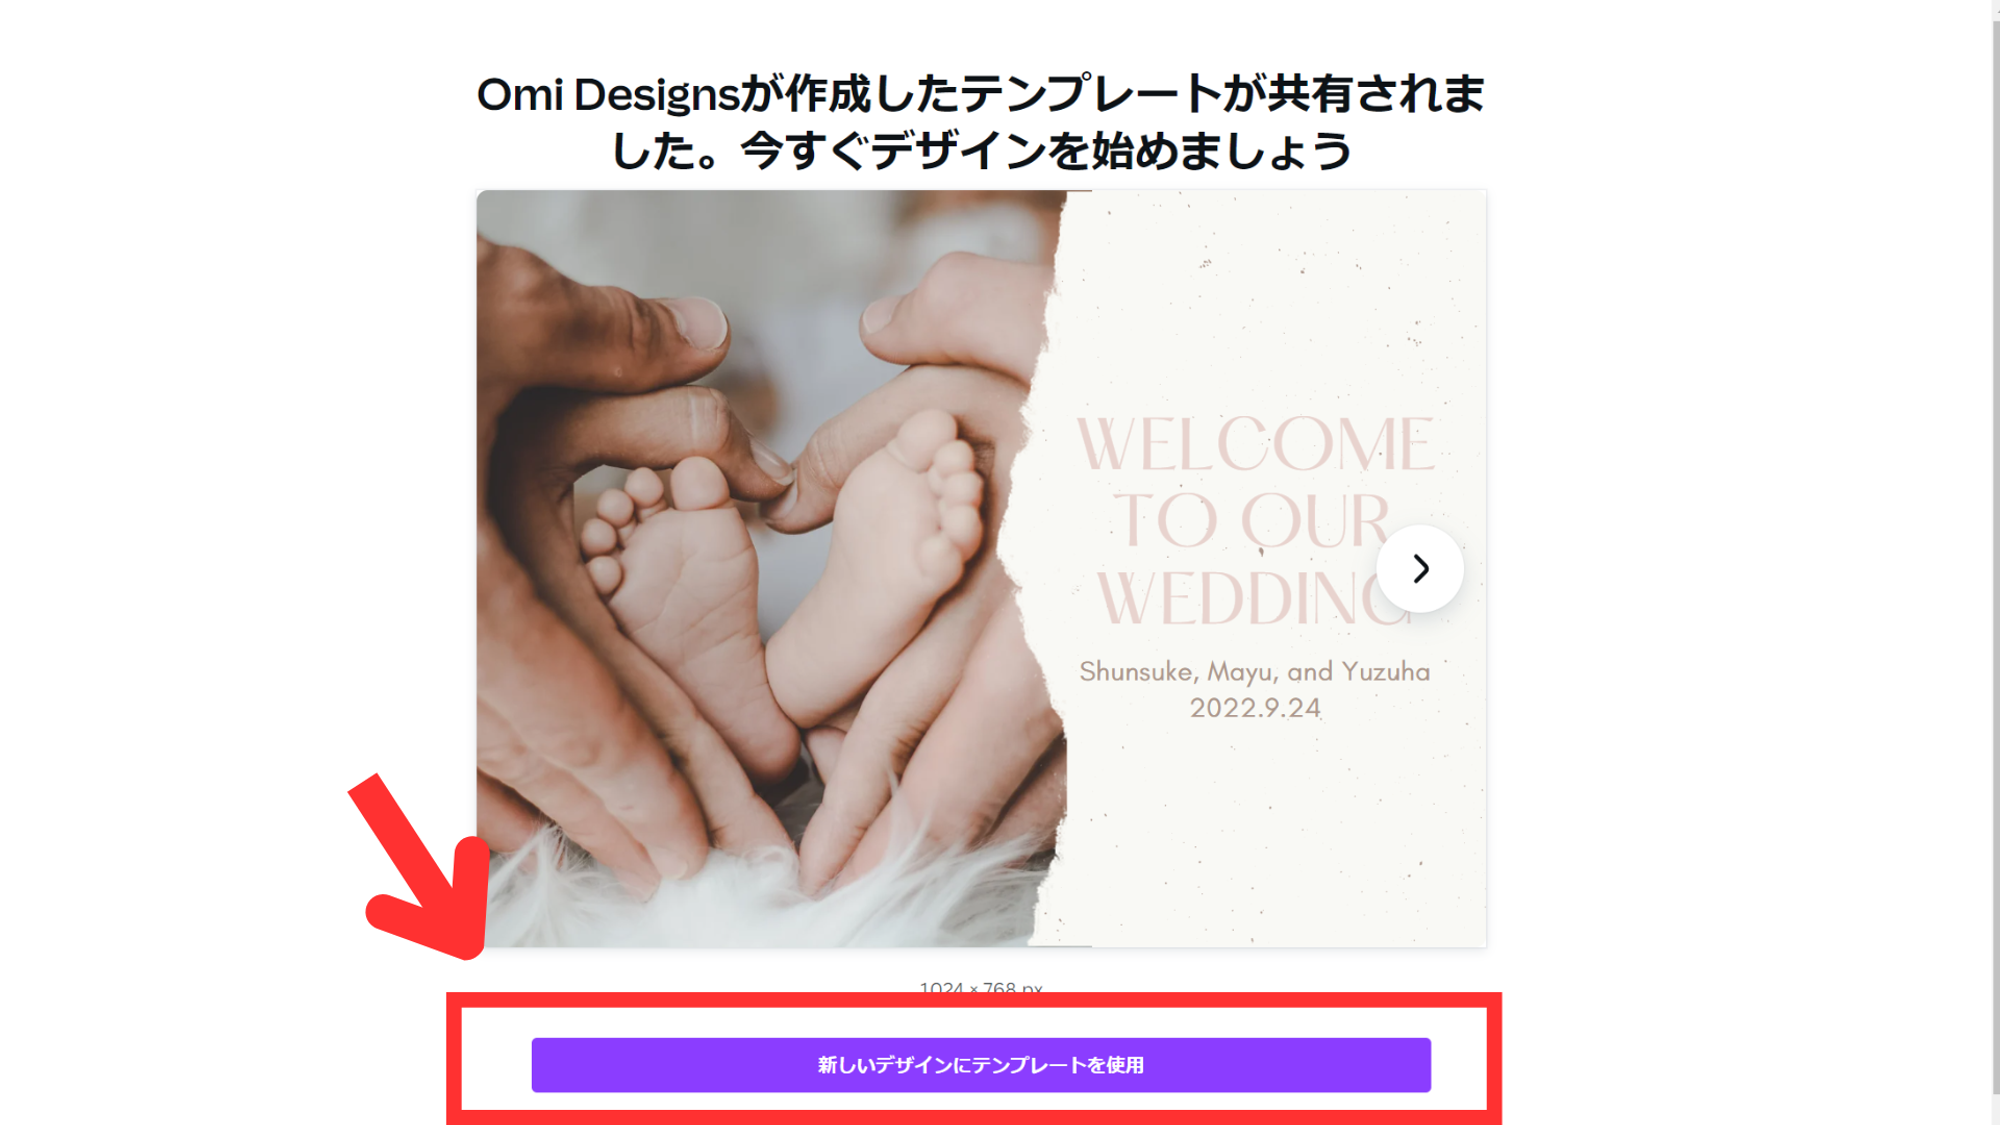 Omi Designsが作成したテンプレートが共有されま
した。今すぐデザインを始めましょう
WELCOME
TO OUR
WEDDING
Shunsuke, Mayu, and Yuzuha
2022.9.24
1024 × 768 px
新しいデザインにテンプレートを使用